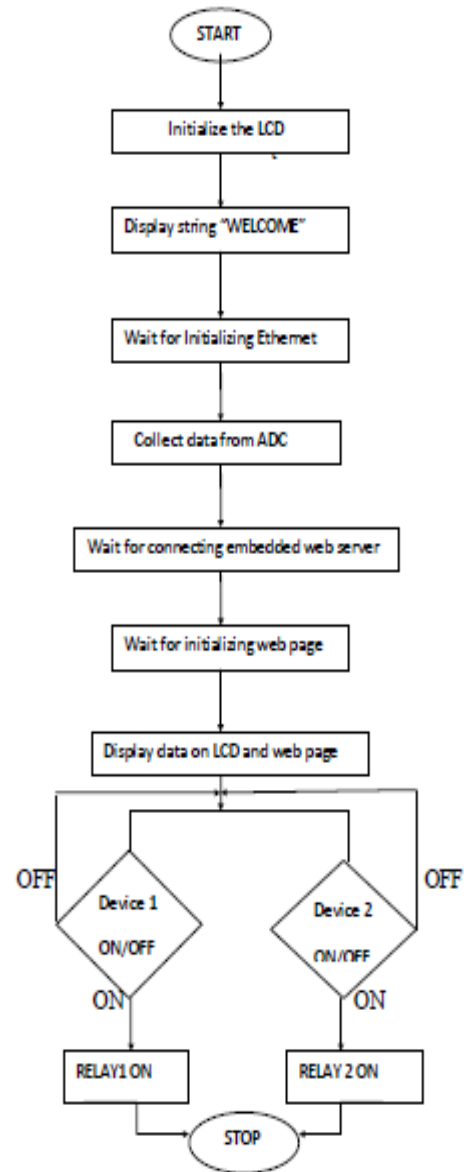 START
Initialize the LCD
Display string “WELCOME”
Wait for Initializing Ethernet
Collect data from ADC
Wait for connecting embedded web server
Wait for initializing web page
Display data on LCD and web page
OFF
OFF
Device 1
ON/OFF
Device 2
ON/OFF
ON
ON
RELAY1 ON
RELAY 2 ON
STOP